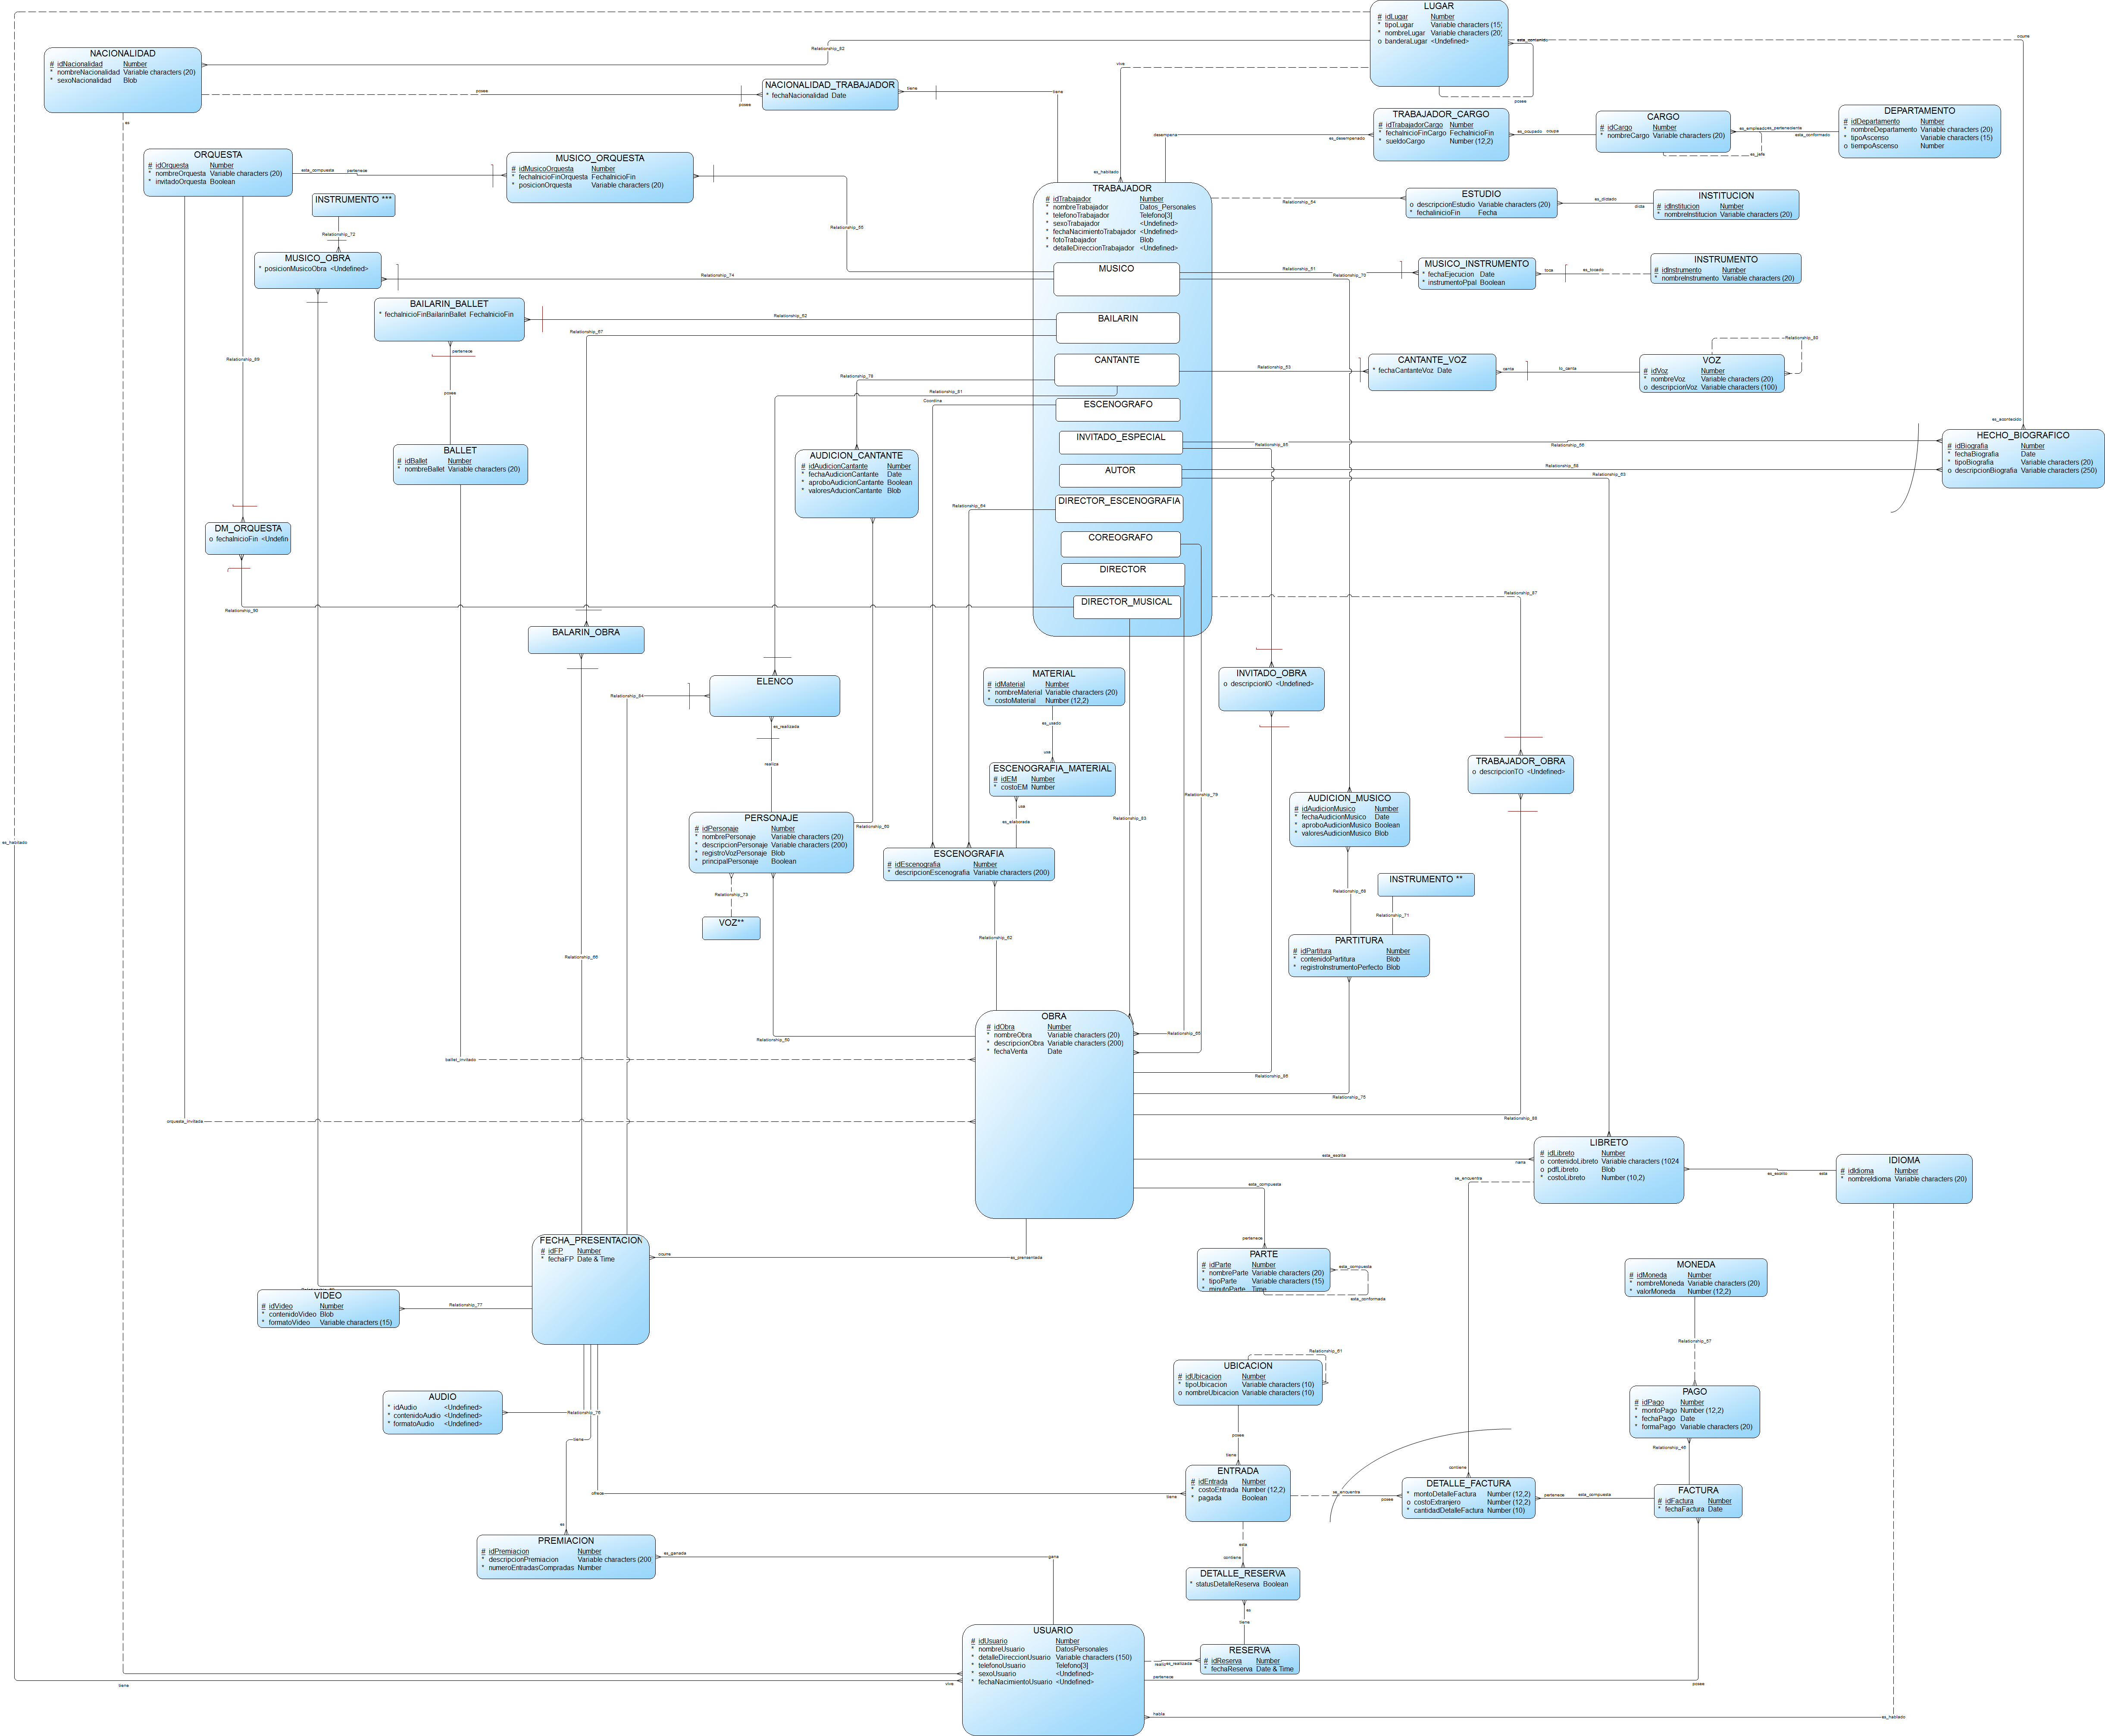 LUGAR
# idLugar Number
* tipoLugar Variable characters (15)
* nombreLugar Variable characters (20)
o banderaLugar <Undefined>
esta_contenido
posee
ocurre
Relationship_82
vive
NACIONALIDAD
# idNacionalidad Number
* nombreNacionalidad Variable characters (20)
* sexoNacionalidad Blob
posee
posee
es
NACIONALIDAD_TRABAJADOR
* fechaNacionalidad Date
tiene
tiene
TRABAJADOR_CARGO
# idTrabajadorCargo Number
* fechaInicioFinCargo FechaInicioFin
* sueldoCargo Number (12,2)
desempena
es_desempenado
es_ocupado
ocupa
CARGO
# idCargo Number
* nombreCargo Variable characters (20)
es_empleado
es_perteneciente
es_jefe
esta_conformado
DEPARTAMENTO
# idDepartamento Number
* nombreDepartamento Variable characters (20)
* tipoAscenso Variable characters (15)
o tiempoAscenso Number
ORQUESTA
# idOrquesta Number
* nombreOrquesta Variable characters (20)
* invitadoOrquesta Boolean
esta_compuesta
pertenece
MUSICO_ORQUESTA
# idMusicoOrquesta Number
* fechaInicioFinOrquesta FechaInicioFin
* posicionOrquesta Variable characters (20)
es_habitado
TRABAJADOR
# idTrabajador Number
* nombreTrabajador Datos_Personales
* telefonoTrabajador Telefono[3]
* sexoTrabajador <Undefined>
* fechaNacimientoTrabajador <Undefined>
* fotoTrabajador Blob
* detalleDireccionTrabajador <Undefined>
Relationship_54
ESTUDIO
o descripcionEstudio Variable characters (20)
* fechaInicioFin Fecha
es_dictado
dicta
INSTITUCION
# idInstitucion Number
* nombreInstitucion Variable characters (20)
INSTRUMENTO ***
Relationship_72
MUSICO_OBRA
* posicionMusicoObra <Undefined>
Relationship_74
MUSICO
Relationship_51
Relationship_70
MUSICO_INSTRUMENTO
* fechaEjecucion Date
* instrumentoPpal Boolean
toca
es_tocado
INSTRUMENTO
# idInstrumento Number
* nombreInstrumento Variable characters (20)
BAILARIN_BALLET
* fechaInicioFinBailarinBallet FechaInicioFin
Relationship_52
Relationship_67
BAILARIN
pertenece
posee
Relationship_89
CANTANTE
Relationship_53
CANTANTE_VOZ
* fechaCantanteVoz Date
canta
lo_canta
VOZ
# idVoz Number
* nombreVoz Variable characters (20)
o descripcionVoz Variable characters (100)
Relationship_78
Relationship_81
Coordina
ESCENOGRAFO
INVITADO_ESPECIAL
Relationship_85
es_acontecido
HECHO_BIOGRAFICO
# idBiografia Number
* fechaBiografia Date
* tipoBiografia Variable characters (20)
o descripcionBiografia Variable characters (250)
BALLET
# idBallet Number
* nombreBallet Variable characters (20)
AUDICION_CANTANTE
# idAudicionCantante Number
* fechaAudicionCantante Date
* aproboAudicionCantante Boolean
* valoresAducionCantante Blob
AUTOR
Relationship_58
Relationship_63
DIRECTOR_ESCENOGRAFIA
Relationship_64
COREOGRAFO
DIRECTOR
DIRECTOR_MUSICAL
DM_ORQUESTA
o fechaInicioFin <Undefin
Relationship_90
Relationship_87
BALARIN_OBRA
ELENCO
Relationship_84
es_realizada
realiza
MATERIAL
# idMaterial Number
* nombreMaterial Variable characters (20)
* costoMaterial Number (12,2)
es_usado
usa
INVITADO_OBRA
o descripcionIO <Undefined>
ESCENOGRAFIA_MATERIAL
# idEM Number
* costoEM Number
usa
es_elaborada
TRABAJADOR_OBRA
o descripcionTO <Undefined>
Relationship_79
Relationship_83
AUDICION_MUSICO
# idAudicionMusico Number
* fechaAudicionMusico Date
* aproboAudicionMusico Boolean
* valoresAudicionMusico Blob
PERSONAJE
# idPersonaje Number
* nombrePersonaje Variable characters (20)
* descripcionPersonaje Variable characters (200)
* registroVozPersonaje Blob
* principalPersonaje Boolean
es_habitado
ESCENOGRAFIA
# idEscenografia Number
* descripcionEscenografia Variable characters (200)
Relationship_73
VOZ**
INSTRUMENTO **
Relationship_71
PARTITURA
# idPartitura Number
* contenidoPartitura Blob
* registroInstrumentoPerfecto Blob
OBRA
# idObra Number
* nombreObra Variable characters (20)
* descripcionObra Variable characters (200)
* fechaVenta Date
ballet_invitado
orquesta_invitada
Relationship_86
Relationship_75
Relationship_88
esta_escrita
tiene
LIBRETO
# idLibreto Number
o contenidoLibreto Variable characters (1024
o pdfLibreto Blob
* costoLibreto Number (10,2)
es_escrito
esta
IDIOMA
# idIdioma Number
* nombreIdioma Variable characters (20)
se_encuentra
esta_compuesta
pertenece
FECHA_PRESENTACION
# idFP Number
* fechaFP Date & Time
ocurre
es_prensentada
PARTE
# idParte Number
* nombreParte Variable characters (20)
* tipoParte Variable characters (15)
* minutoParte Time
esta_compuesta
esta_conformada
MONEDA
# idMoneda Number
* nombreMoneda Variable characters (20)
* valorMoneda Number (12,2)
Relationship_57
VIDEO
# idVideo Number
* contenidoVideo Blob
* formatoVideo Variable characters (15)
Relationship_77
UBICACION
# idUbicacion Number
* tipoUbicacion Variable characters (10)
o nombreUbicacion Variable characters (10)
posee
tiene
PAGO
# idPago Number
* montoPago Number (12,2)
* fechaPago Date
* formaPago Variable characters (20)
AUDIO
* idAudio <Undefined>
* contenidoAudio <Undefined>
* formatoAudio <Undefined>
Relationship_76
tiene
es
ofrece
tiene
ENTRADA
# idEntrada Number
* costoEntrada Number (12,2)
* pagada Boolean
se_encuentra
posee
contiene
DETALLE_FACTURA
* montoDetalleFactura Number (12,2)
o costoExtranjero Number (12,2)
* cantidadDetalleFactura Number (10)
pertenece
esta_compuesta
FACTURA
# idFactura Number
* fechaFactura Date
PREMIACION
# idPremiacion Number
* descripcionPremiacion Variable characters (200
* numeroEntradasCompradas Number
es_ganada
gana
esta
contiene
DETALLE_RESERVA
* statusDetalleReserva Boolean
es
tiene
RESERVA
# idReserva Number
* fechaReserva Date & Time
es_realizada
USUARIO
# idUsuario Number
* nombreUsuario DatosPersonales
* detalleDireccionUsuario Variable characters (150)
* telefonoUsuario Telefono[3]
* sexoUsuario <Undefined>
* fechaNacimientoUsuario <Undefined>
tiene
vive
pertenece
posee
habla
es_hablado